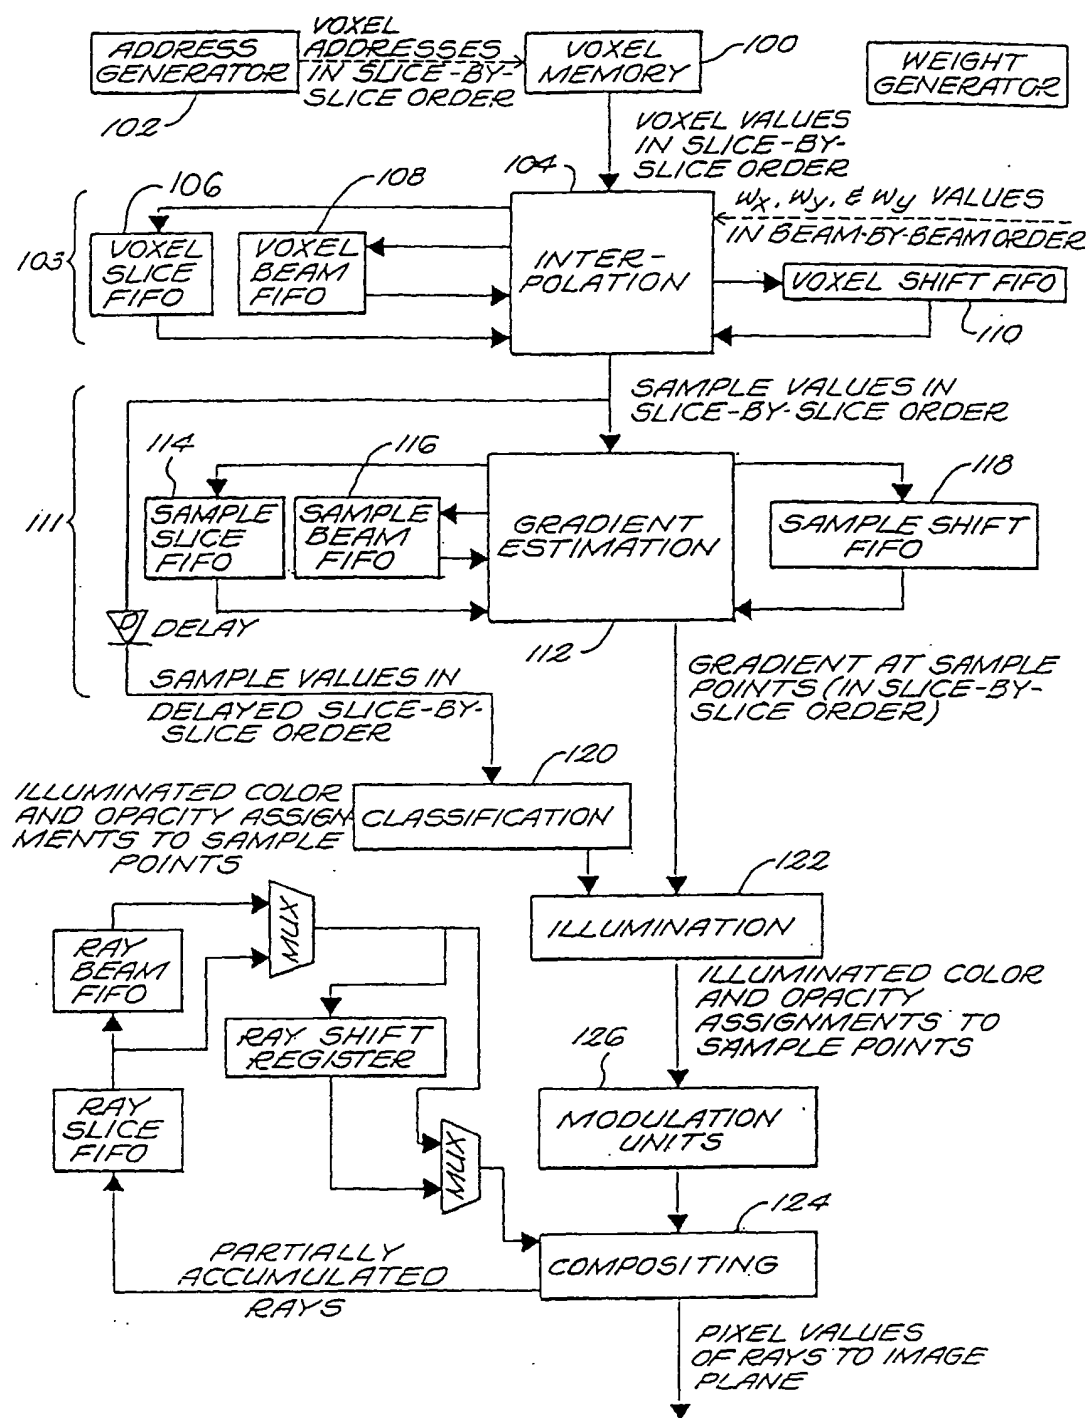 ADDRESS
GENERATOR
102
VOXEL
ADDRESSES
IN SLICE-BY-
SLICE ORDER
VOXEL
MEMORY
100
WEIGHT
GENERATOR
VOXEL VALUES
IN SLICE-BY-
SLICE ORDER
104
106
108
103
VOXEL
SLICE
FIFO
VOXEL
BEAM
FIFO
INTER-
POLATION
wx, wy, & wy VALUES
IN BEAM-BY-BEAM ORDER
VOXEL SHIFT FIFO
110
SAMPLE VALUES IN
SLICE-BY-SLICE ORDER
111
114
116
118
SAMPLE
SLICE
FIFO
SAMPLE
BEAM
FIFO
GRADIENT
ESTIMATION
SAMPLE SHIFT
FIFO
112
D
DELAY
SAMPLE VALUES IN
DELAYED SLICE-BY-
SLICE ORDER
GRADIENT AT SAMPLE
POINTS (IN SLICE-BY-
SLICE ORDER)
120
CLASSIFICATION
ILLUMINATED COLOR
AND OPACITY ASSIGN
MENTS TO SAMPLE
POINTS
122
ILLUMINATION
RAY
BEAM
FIFO
MUX
RAY SHIFT
REGISTER
ILLUMINATED COLOR
AND OPACITY
ASSIGNMENTS TO
SAMPLE POINTS
126
MODULATION
UNITS
RAY
SLICE
FIFO
MUX
124
COMPOSITING
PARTIALLY
ACCUMULATED
RAYS
PIXEL VALUES
OF RAYS TO IMAGE
PLANE